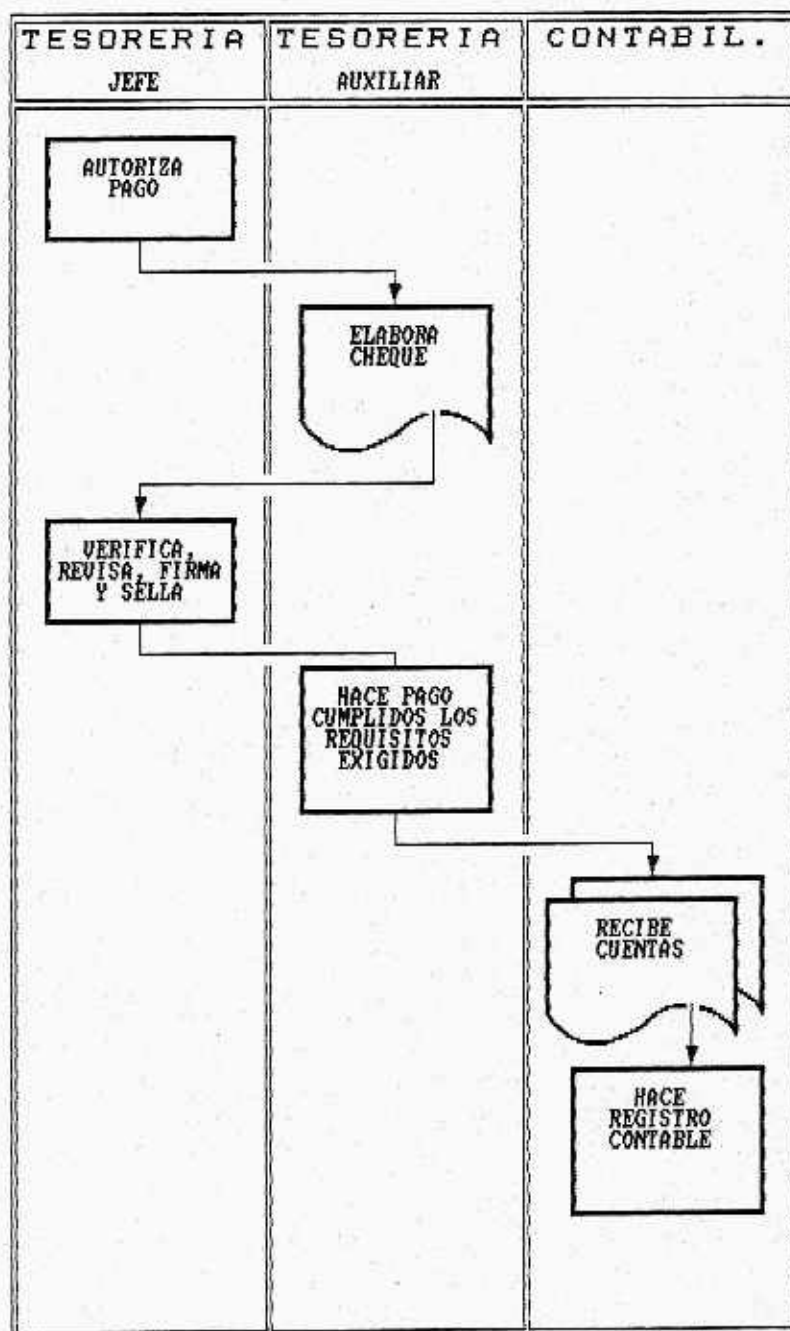 TESORERIA
JEFE
TESORERIA
AUXILIAR
CONTABIL.
AUTORIZA
PAGO
ELABORA
CHEQUE
VERIFICA,
REVISA, FIRMA
Y SELLA
HACE PAGO
CUMPLIDOS LOS
REQUISITOS
EXIGIDOS
RECIBE
CUENTAS
HACE
REGISTRO
CONTABLE